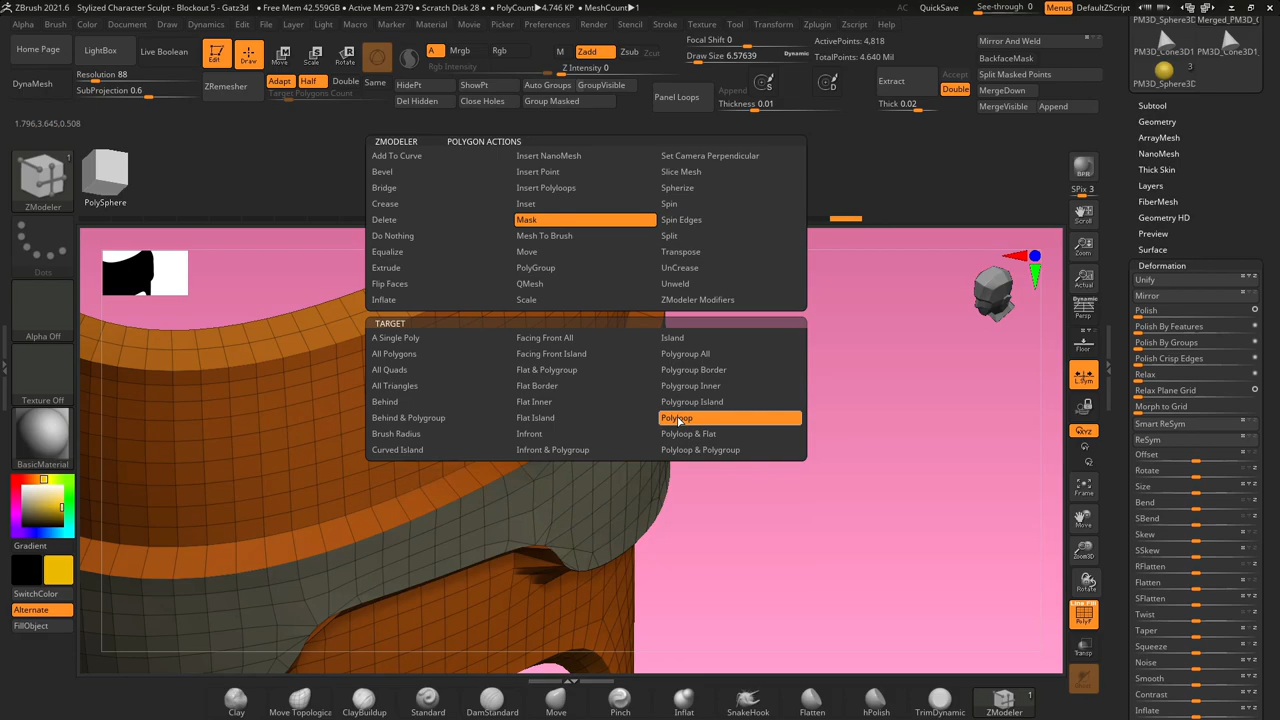 ZBrush 2021.6 Stylized Character Sculpt - Blockout 5 - Gatz3d • Free Mem 42.559GB • Active Mem 2379 • Scratch Disk 28 • PolyCount▶4.746 KP • MeshCount▶1
AC QuickSave See-through 0 Menus DefaultZScript
Alpha Brush Color Document Draw Dynamics Edit File Layer Light Macro Marker Material Movie Picker Preferences Render Stencil Stroke Texture Tool Transform Zplugin Zscript Help
Home Page LightBox Live Boolean
Edit Draw Move Scale Rotate
A Mrgb Rgb
Rgb Intensity
M Zadd Zsub Zcut
Z Intensity 0
Focal Shift 0
Draw Size 6.57639 Dynamic
ActivePoints: 4,818
TotalPoints: 4.640 Mil
DynaMesh
Resolution 88
SubProjection 0.6
ZRemesher
Adapt Half Double Same
Target Polygons Count
HidePt ShowPt Auto Groups GroupVisible
Del Hidden Close Holes Group Masked
Panel Loops
Append
S
D
Thickness 0.01
Extract
Accept
Double
Thick 0.02
PM3D_Sphere3D Merged_PM3D_C
Mirror And Weld
BackfaceMask
Split Masked Points
MergeDown
MergeVisible Append
PM3D_Cone3D1 PM3D_Cone3D1
3
PM3D_Sphere3D
1.796,3.645,0.508
1
ZModeler
PolySphere
Dots
Alpha Off
Texture Off
BasicMaterial
Gradient
SwitchColor
Alternate
FillObject
ZMODELER POLYGON ACTIONS
Add To Curve Insert NanoMesh Set Camera Perpendicular
Bevel Insert Point Slice Mesh
Bridge Insert Polyloops Spherize
Crease Inset Spin
Delete Mask Spin Edges
Do Nothing Mesh To Brush Split
Equalize Move Transpose
Extrude PolyGroup UnCrease
Flip Faces QMesh Unweld
Inflate Scale ZModeler Modifiers
TARGET
A Single Poly Facing Front All Island
All Polygons Facing Front Island Polygroup All
All Quads Flat & Polygroup Polygroup Border
All Triangles Flat Border Polygroup Inner
Behind Flat Inner Polygroup Island
Behind & Polygroup Flat Island Polyloop
Brush Radius Infront Polyloop & Flat
Curved Island Infront & Polygroup Polyloop & Polygroup
BPR
SPix 3
Scroll
Zoom
Actual
Dynamic
Persp
Floor
L.Sym
XYZ
Frame
Move
Zoom3D
Rotate
Line Fill
PolyF
Transp
Ghost
Subtool
Geometry
ArrayMesh
NanoMesh
Thick Skin
Layers
FiberMesh
Geometry HD
Preview
Surface
Deformation
Unify
Mirror
Polish
Polish By Features
Polish By Groups
Polish Crisp Edges
Relax
Relax Plane Grid
Morph to Grid
Smart ReSym
ReSym
Offset
Rotate
Size
Bend
SBend
Skew
SSkew
RFlatten
Flatten
SFlatten
Twist
Taper
Squeeze
Noise
Smooth
Contrast
Inflate
Clay Move Topologica ClayBuildup Standard DamStandard Move Pinch Inflat SnakeHook Flatten hPolish TrimDynamic ZModeler
1